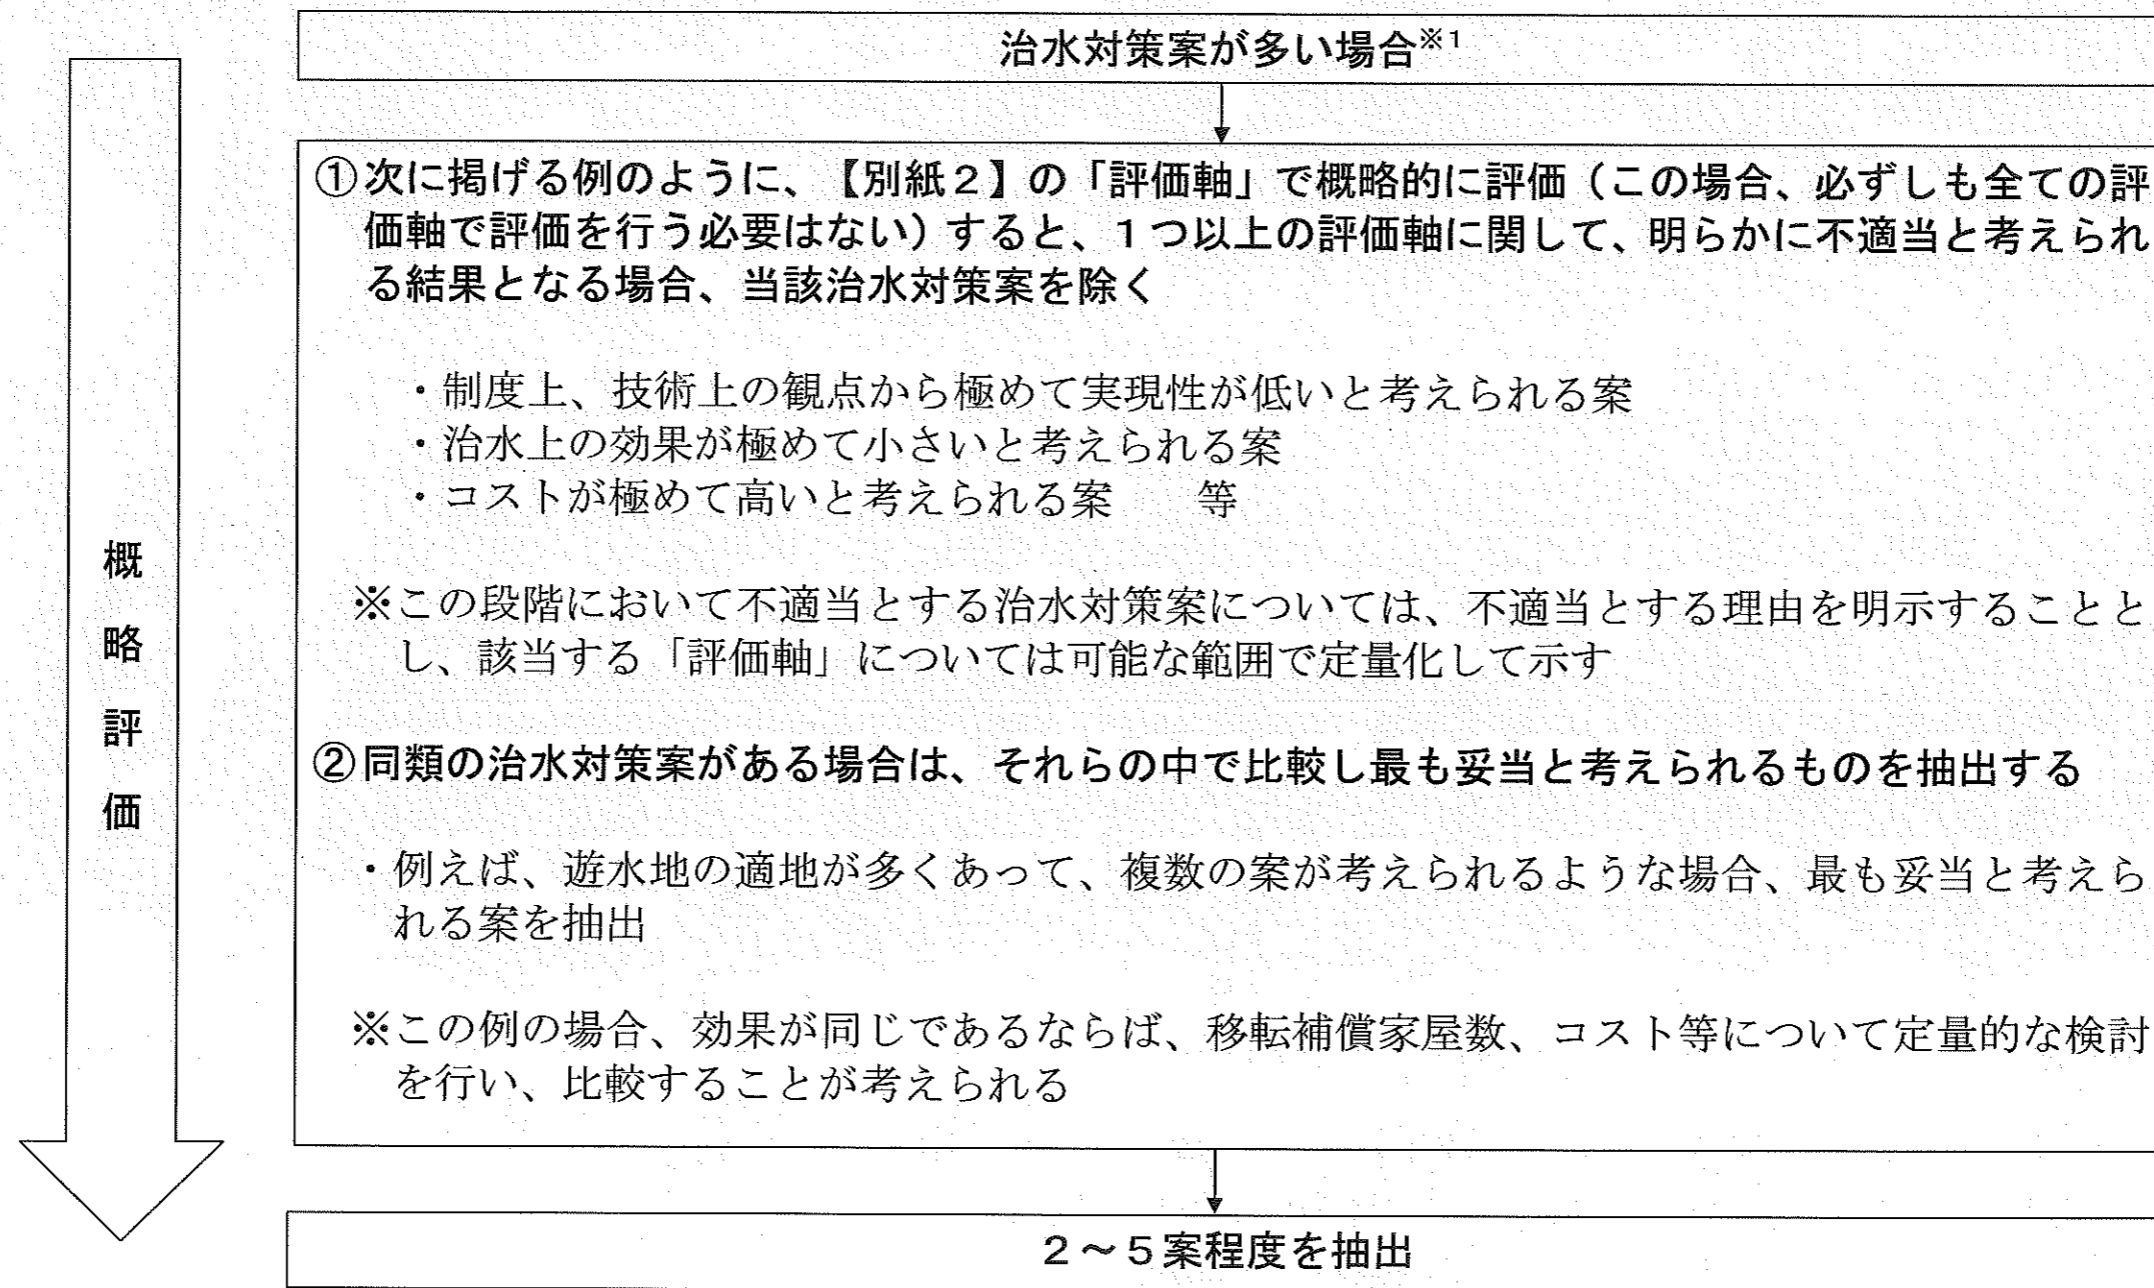 治水対策案が多い場合※1
①次に掲げる例のように、【別紙２】の「評価軸」で概略的に評価（この場合、必ずしも全ての評
価軸で評価を行う必要はない）すると、１つ以上の評価軸に関して、明らかに不適当と考えられ
る結果となる場合、当該治水対策案を除く
・制度上、技術上の観点から極めて実現性が低いと考えられる案
・治水上の効果が極めて小さいと考えられる案
・コストが極めて高いと考えられる案　　等
※この段階において不適当とする治水対策案については、不適当とする理由を明示することと
し、該当する「評価軸」については可能な範囲で定量化して示す
②同類の治水対策案がある場合は、それらの中で比較し最も妥当と考えられるものを抽出する
・例えば、遊水地の適地が多くあって、複数の案が考えられるような場合、最も妥当と考えら
れる案を抽出
※この例の場合、効果が同じであるならば、移転補償家屋数、コスト等について定量的な検討
を行い、比較することが考えられる
２～５案程度を抽出
概
略
評
価